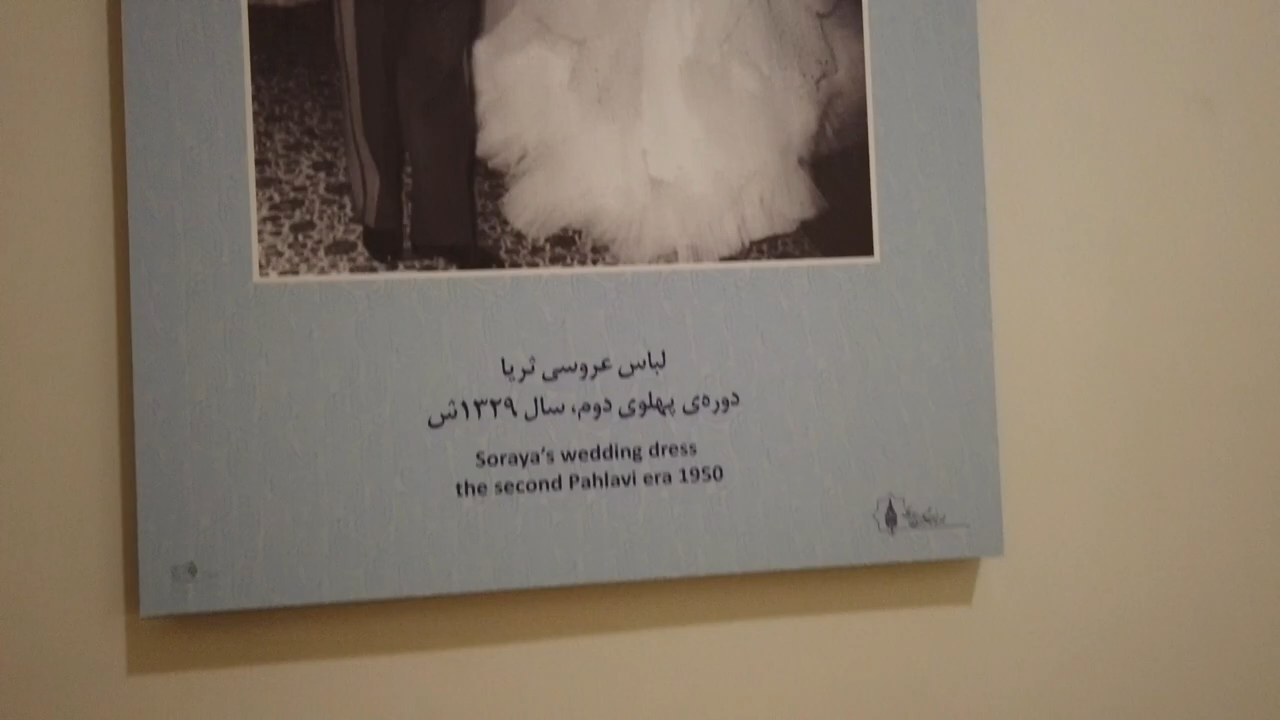 لباس عروسی ثریا
دوره‌ی پهلوی دوم، سال ۱۳۲۹ش
Soraya's wedding dress
the second Pahlavi era 1950